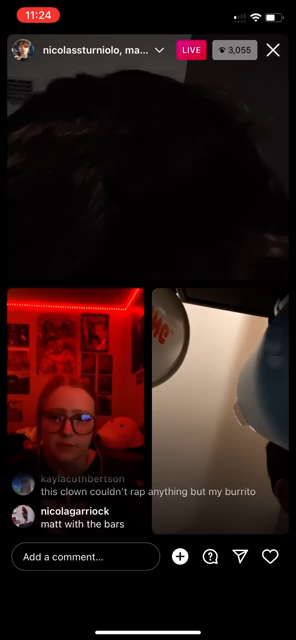 11:24
nicolassturniolo, ma...
LIVE
3,055
Me
kaylacuthbertson
this clown couldn't rap anything but my burrito
nicolagarriock
matt with the bars
Add a comment...